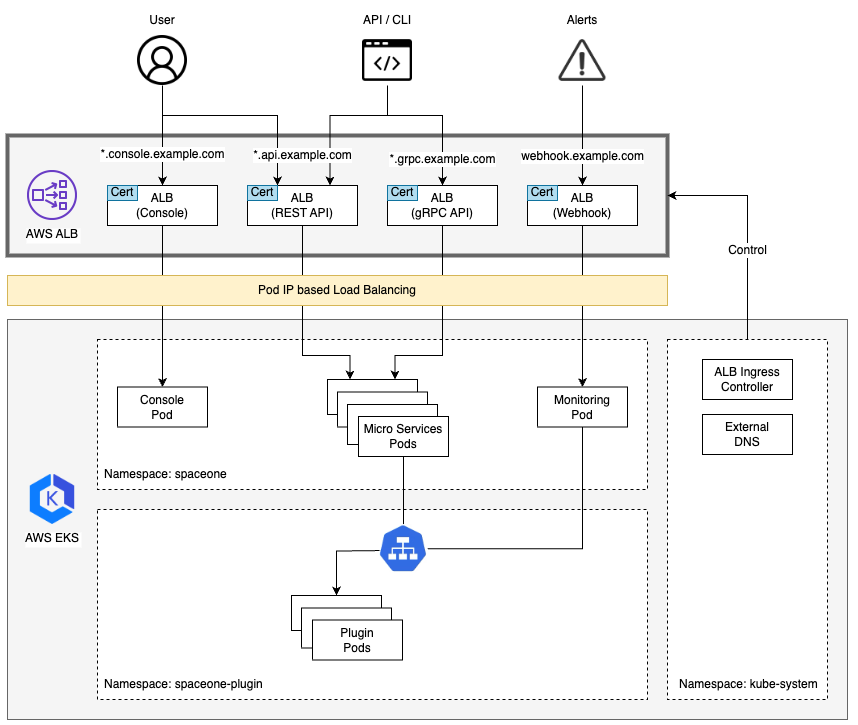 User
API / CLI
Alerts
</>
*.console.example.com
*.api.example.com
*.grpc.example.com
webhook.example.com
Cert
ALB
(Console)
Cert
ALB
(REST API)
Cert
ALB
(gRPC API)
Cert
ALB
(Webhook)
AWS ALB
Control
Pod IP based Load Balancing
Console
Pod
Micro Services
Pods
Monitoring
Pod
ALB Ingress
Controller
External
DNS
Namespace: spaceone
K
AWS EKS
Plugin
Pods
Namespace: spaceone-plugin
Namespace: kube-system